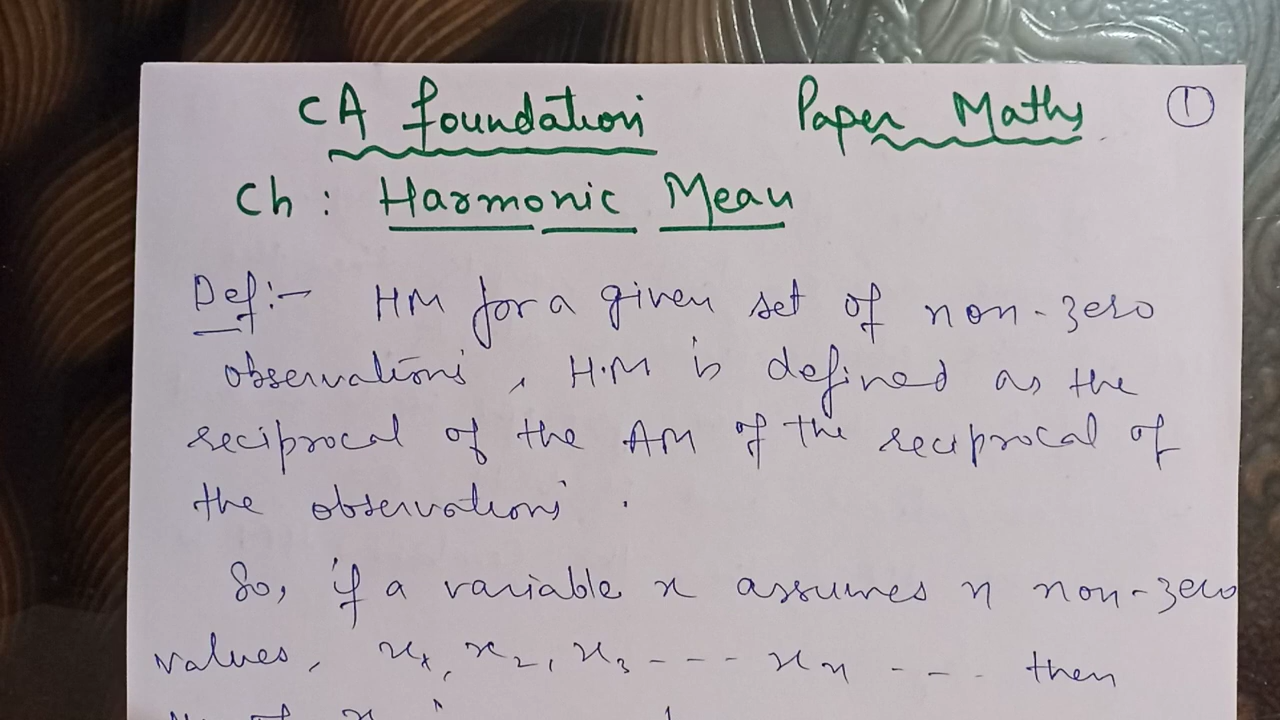 CA foundation Paper Maths 1
Ch : Harmonic Mean
Def:- HM for a given set of non-zero
observations, H.M is defined as the
reciprocal of the AM of the reciprocal of
the observations.
So, if a variable x assumes n non-zero
values, x₁, x₂, x₃ ---- xn --- then